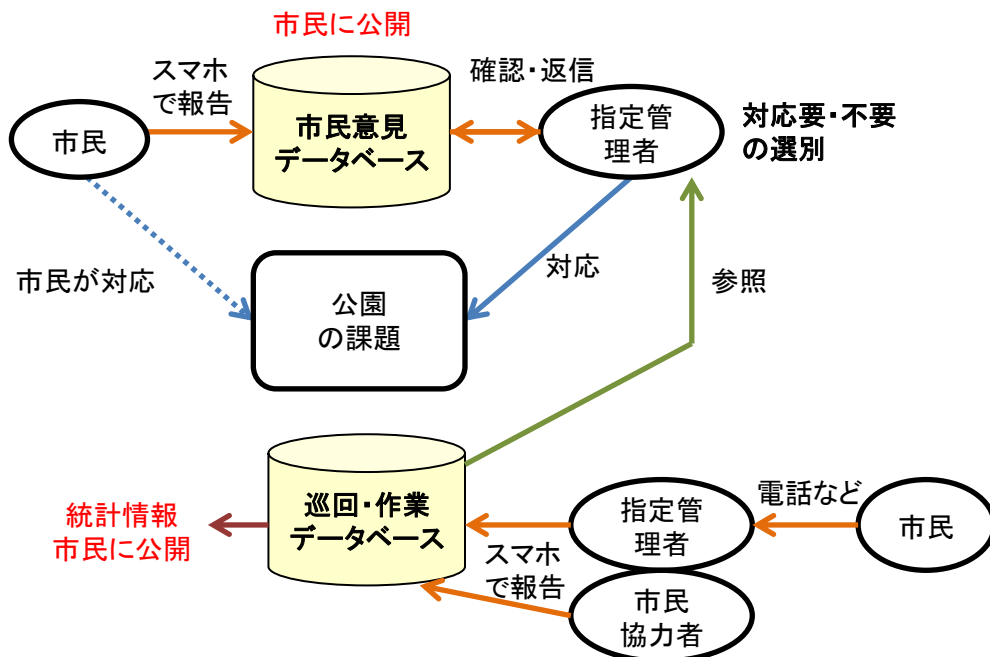 市民に公開
スマホ
で報告
確認・返信
市民
市民意見
データベース
指定管
理者
対応要・不要
の選別
市民が対応
公園
の課題
対応
参照
巡回・作業
データベース
統計情報
市民に公開
スマホ
で報告
指定管
理者
電話など
市民
市民
協力者